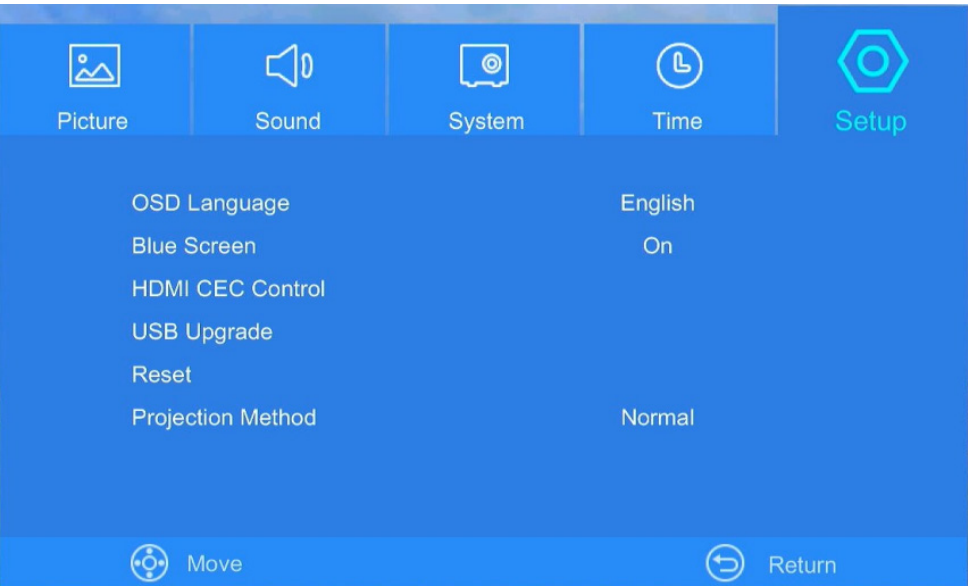 Picture Sound System Time Setup
OSD Language English
Blue Screen On
HDMI CEC Control
USB Upgrade
Reset
Projection Method Normal
Move Return